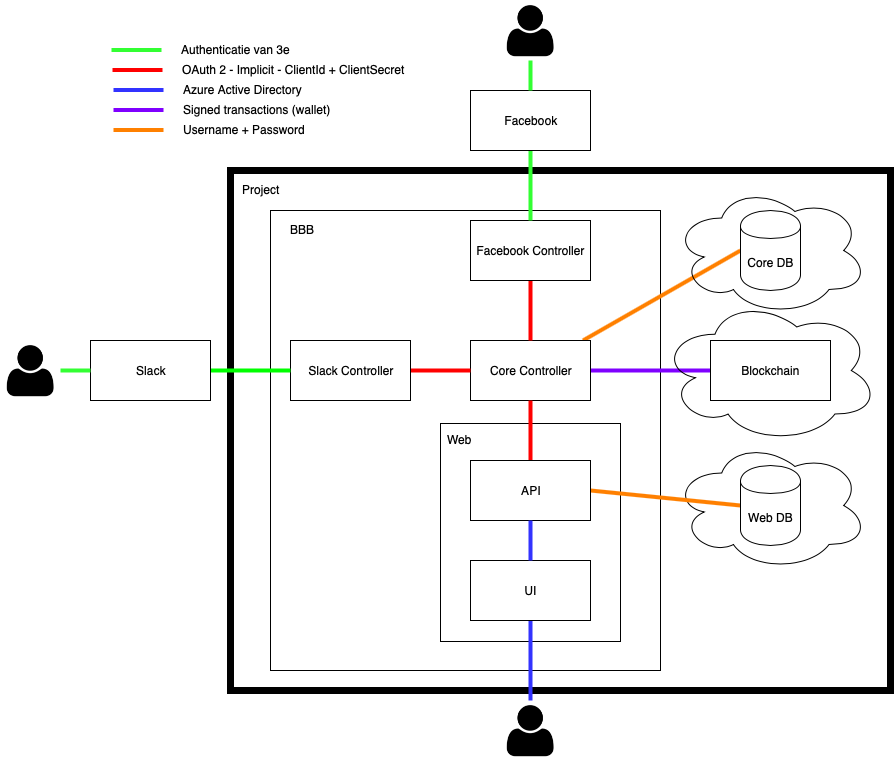 Authenticatie van 3e
OAuth 2 - Implicit - ClientId + ClientSecret
Azure Active Directory
Signed transactions (wallet)
Username + Password
Facebook
Project
BBB
Facebook Controller
Core DB
Slack
Slack Controller
Core Controller
Blockchain
Web
API
Web DB
UI